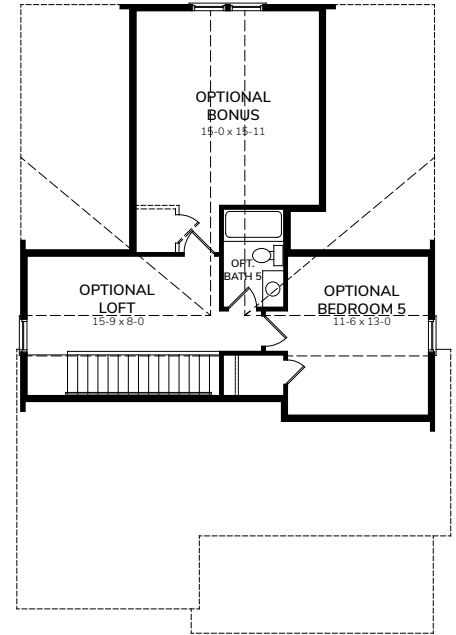 OPTIONAL
BONUS
15-0 x 15-11
OPT.
BATH 5
OPTIONAL
LOFT
15-9 x 8-0
OPTIONAL
BEDROOM 5
11-6 x 13-0